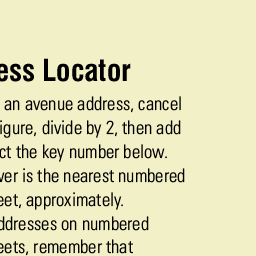 ess Locator
an avenue address, cancel
igure, divide by 2, then add
ct the key number below.
ver is the nearest numbered
eet, approximately.
ddresses on numbered
eets, remember that